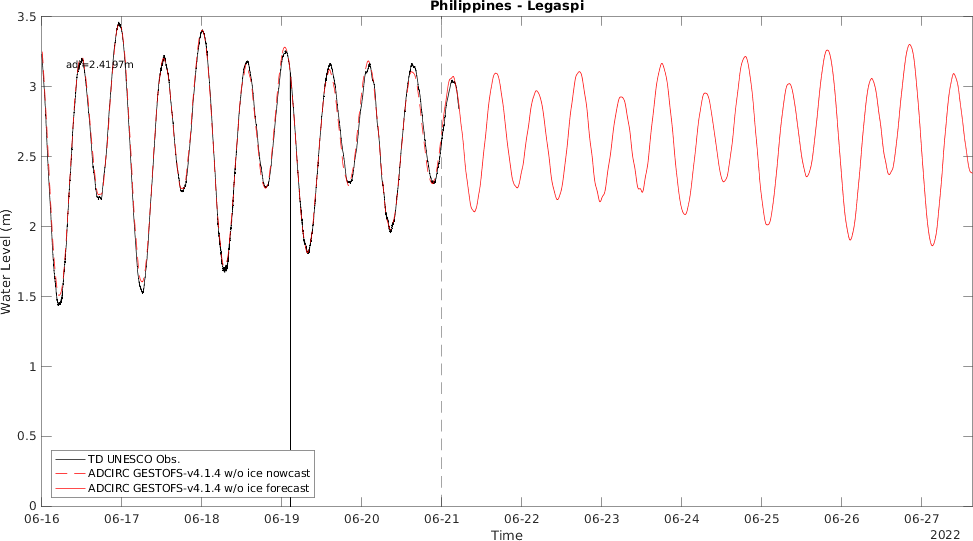 Philippines - Legaspi
3.5
3
2.5
2
1.5
1
0.5
0
Water Level (m)
adj=2.4197m
TD UNESCO Obs.
ADCIRC GESTOFS-v4.1.4 w/o ice nowcast
ADCIRC GESTOFS-v4.1.4 w/o ice forecast
06-16 06-17 06-18 06-19 06-20 06-21 06-22 06-23 06-24 06-25 06-26 06-27
Time
2022